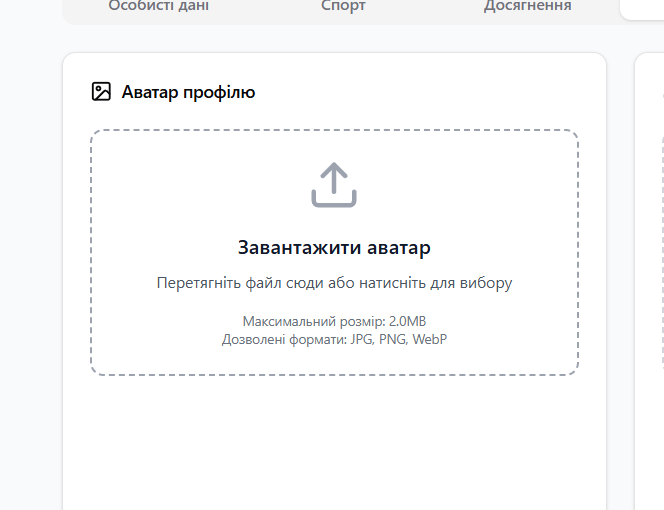 Особисті дані
Спорт
Досягнення
Аватар профілю
Завантажити аватар
Перетягніть файл сюди або натисніть для вибору
Максимальний розмір: 2.0MB
Дозволені формати: JPG, PNG, WebP